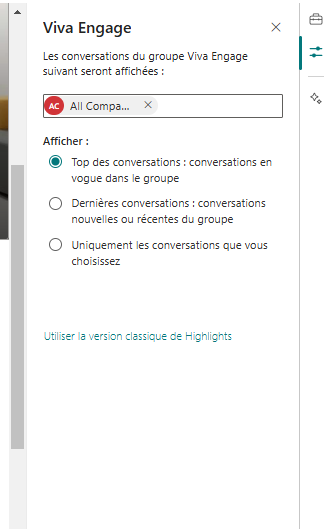 Viva Engage
Les conversations du groupe Viva Engage
suivant seront affichées :
AC All Compa...
Afficher :
Top des conversations : conversations en
vogue dans le groupe
Dernières conversations : conversations
nouvelles ou récentes du groupe
Uniquement les conversations que vous
choisissez
Utiliser la version classique de Highlights